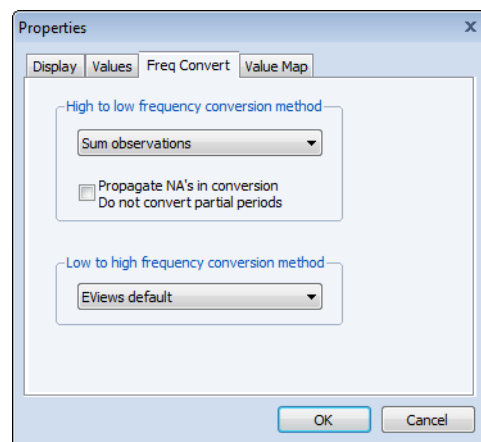 Properties
x
Display Values Freq Convert Value Map
High to low frequency conversion method
Sum observations
Propagate NA's in conversion
Do not convert partial periods
Low to high frequency conversion method
EViews default
OK Cancel